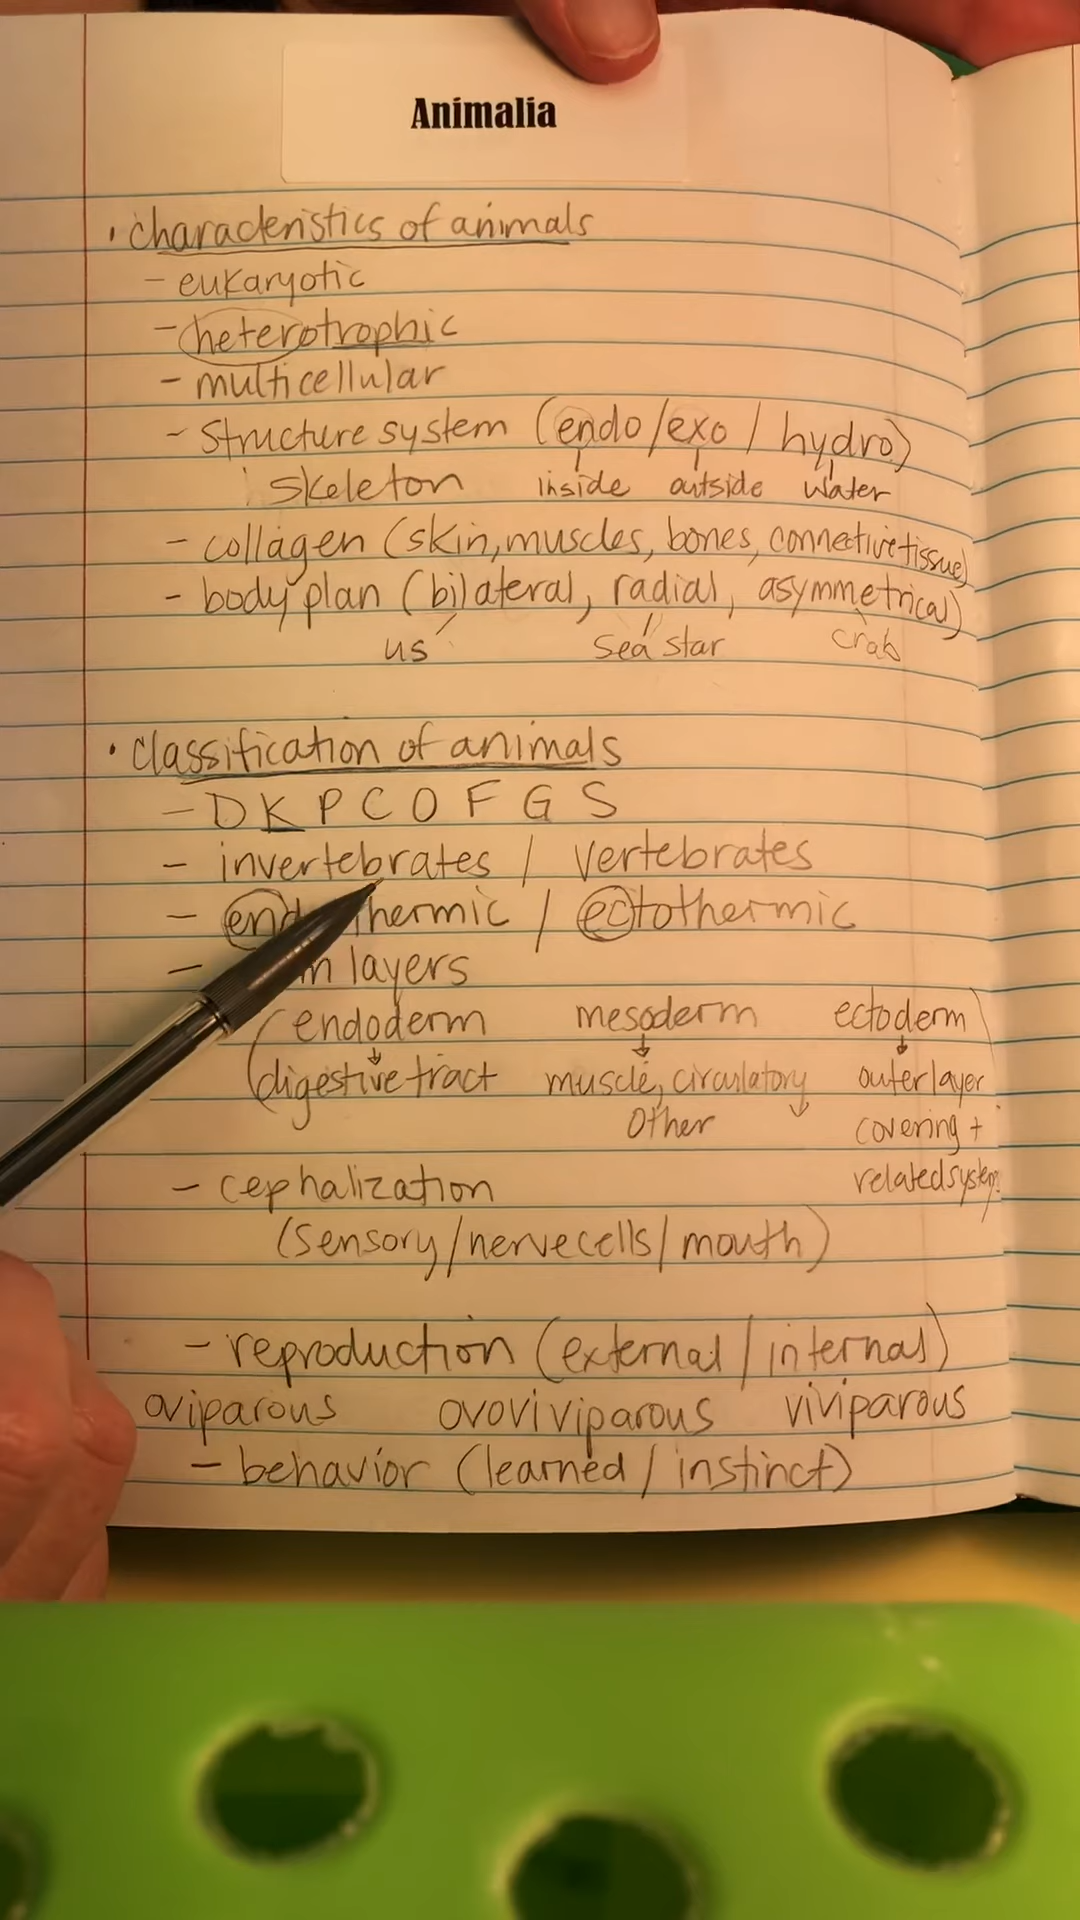 Animalia
• characteristics of animals
- eukaryotic
- heterotrophic
- multicellular
- structure system (endo/exo / hydro)
skeleton inside outside water
- collagen (skin, muscles, bones, connective tissue)
- body plan (bilateral, radial, asymmetrical)
us sea star crab
• classification of animals
- D K P C O F G S
- invertebrates / vertebrates
- endothermic / ectothermic
- layers
(endoderm mesoderm ectoderm)
digestive tract muscle, circulatory outer layer
other covering +
- cephalization related system
(sensory/nerve cells/mouth)
- reproduction (external / internal)
oviparous ovoviviparous viviparous
- behavior (learned / instinct)